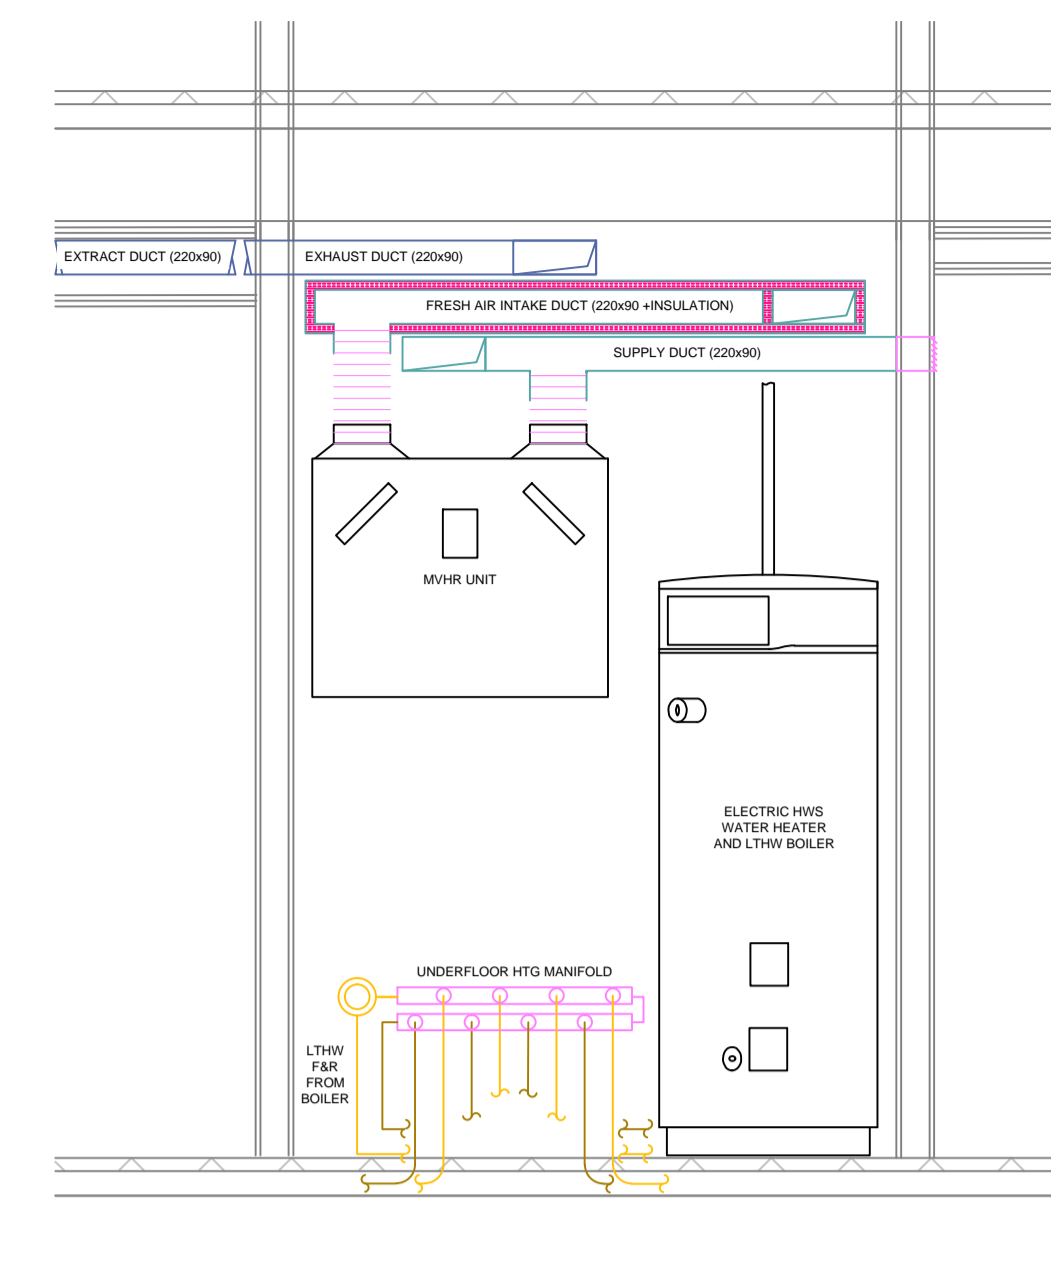 EXTRACT DUCT (220x90)
EXHAUST DUCT (220x90)
FRESH AIR INTAKE DUCT (220x90 +INSULATION)
SUPPLY DUCT (220x90)
MVHR UNIT
ELECTRIC HWS
WATER HEATER
AND LTHW BOILER
UNDERFLOOR HTG MANIFOLD
LTHW
F&R
FROM
BOILER